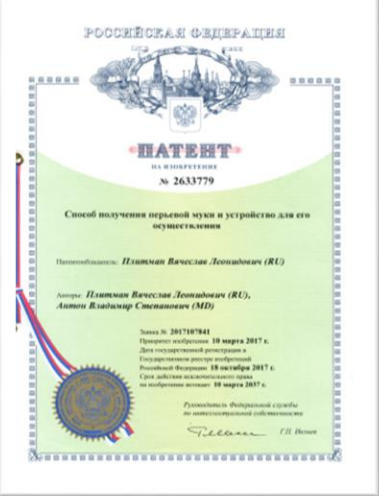 РОССИЙСКАЯ ФЕДЕРАЦИЯ
ПАТЕНТ
НА ИЗОБРЕТЕНИЕ
№ 2633779
Способ получения перьевой муки и устройство для его
осуществления
Патентообладатель: Плитман Вячеслав Леонидович (RU)
Авторы: Плитман Вячеслав Леонидович (RU),
Антон Владимир Степанович (MD)
Заявка № 2017107841
Приоритет изобретения 10 марта 2017 г.
Дата государственной регистрации в
Государственном реестре изобретений
Российской Федерации 18 октября 2017 г.
Срок действия исключительного права
на изобретение истекает 10 марта 2037 г.
Руководитель Федеральной службы
по интеллектуальной собственности
Г.П. Ивлиев